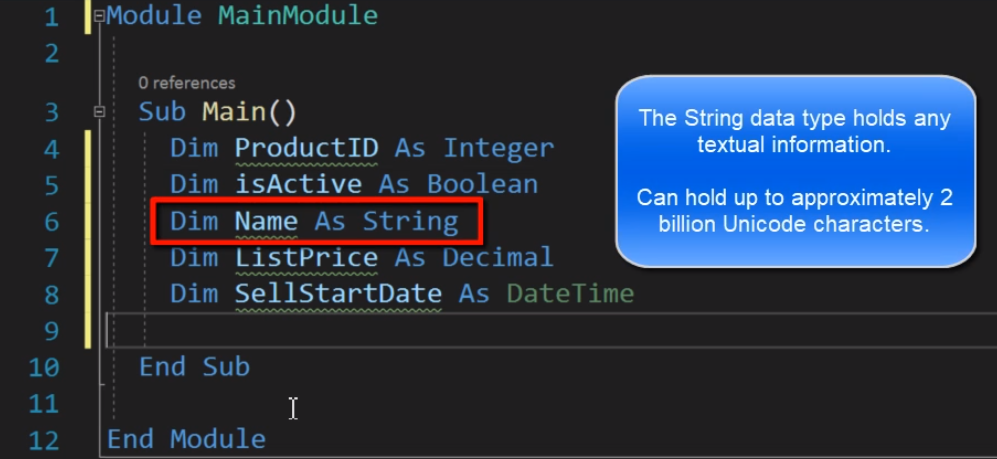 1 Module MainModule
2
0 references
3 Sub Main()
4 Dim ProductID As Integer
5 Dim isActive As Boolean
6 Dim Name As String
7 Dim ListPrice As Decimal
8 Dim SellStartDate As DateTime
9
10 End Sub
11
12 End Module
The String data type holds any
textual information.
Can hold up to approximately 2
billion Unicode characters.